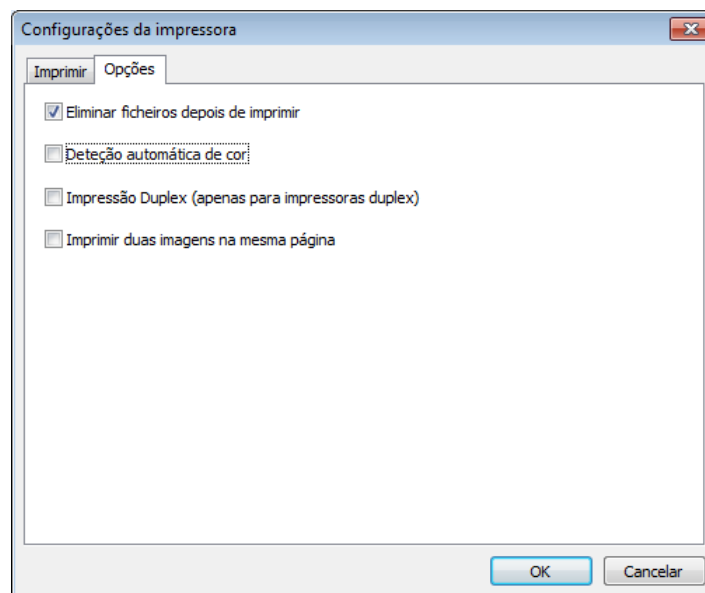 Configurações da impressora
Imprimir Opções
Eliminar ficheiros depois de imprimir
Deteção automática de cor
Impressão Duplex (apenas para impressoras duplex)
Imprimir duas imagens na mesma página
OK Cancelar